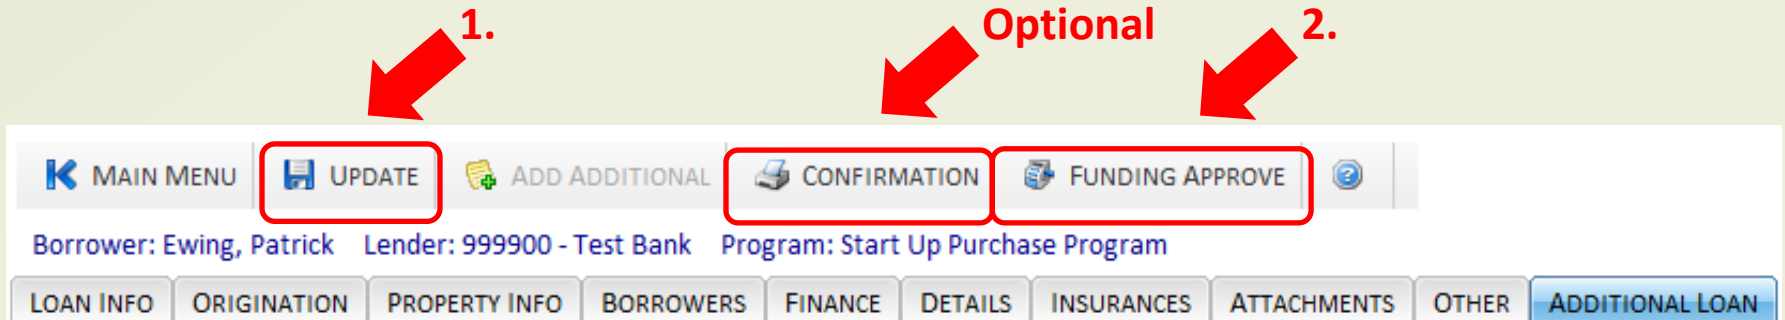 1. Optional 2.
MAIN MENU UPDATE ADD ADDITIONAL CONFIRMATION FUNDING APPROVE ?
Borrower: Ewing, Patrick Lender: 999900 - Test Bank Program: Start Up Purchase Program
LOAN INFO ORIGINATION PROPERTY INFO BORROWERS FINANCE DETAILS INSURANCES ATTACHMENTS OTHER ADDITIONAL LOAN